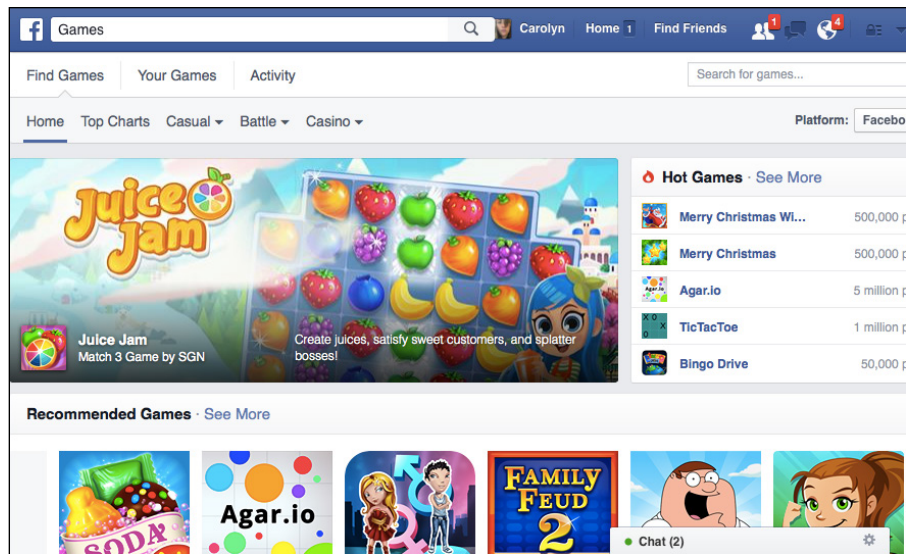 f
Games
Carolyn
Home 1
Find Friends
1
4
Find Games
Your Games
Activity
Search for games...
Home
Top Charts
Casual
Battle
Casino
Platform:
Facebo
Juice
Jam
Juice Jam
Match 3 Game by SGN
Create juices, satisfy sweet customers, and splatter
bosses!
Hot Games · See More
Merry Christmas Wi... 500,000 p
Merry Christmas 500,000 p
Agar.io
Agar.io 5 million p
X O
X
TicTacToe 1 million p
Bingo Drive 50,000 p
Recommended Games · See More
SODA
Agar.io
FAMILY
FEUD
2
Chat (2)